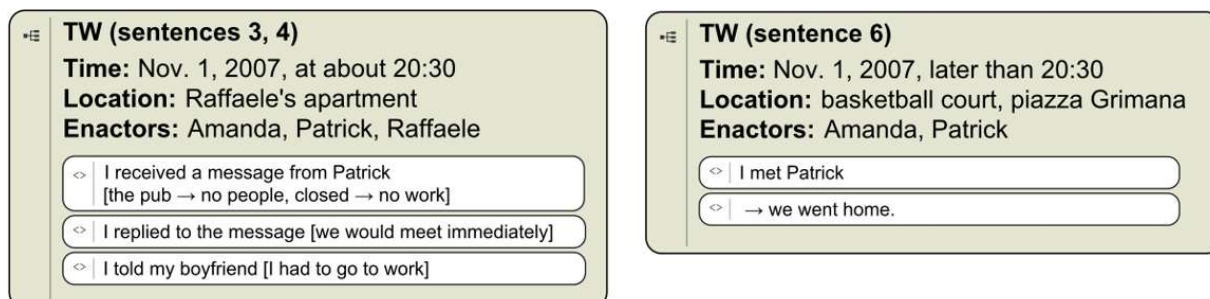 TW (sentences 3, 4)
Time: Nov. 1, 2007, at about 20:30
Location: Raffaele's apartment
Enactors: Amanda, Patrick, Raffaele
<> I received a message from Patrick
[the pub → no people, closed → no work]
<> I replied to the message [we would meet immediately]
<> I told my boyfriend [I had to go to work]
TW (sentence 6)
Time: Nov. 1, 2007, later than 20:30
Location: basketball court, piazza Grimana
Enactors: Amanda, Patrick
<> I met Patrick
<> → we went home.